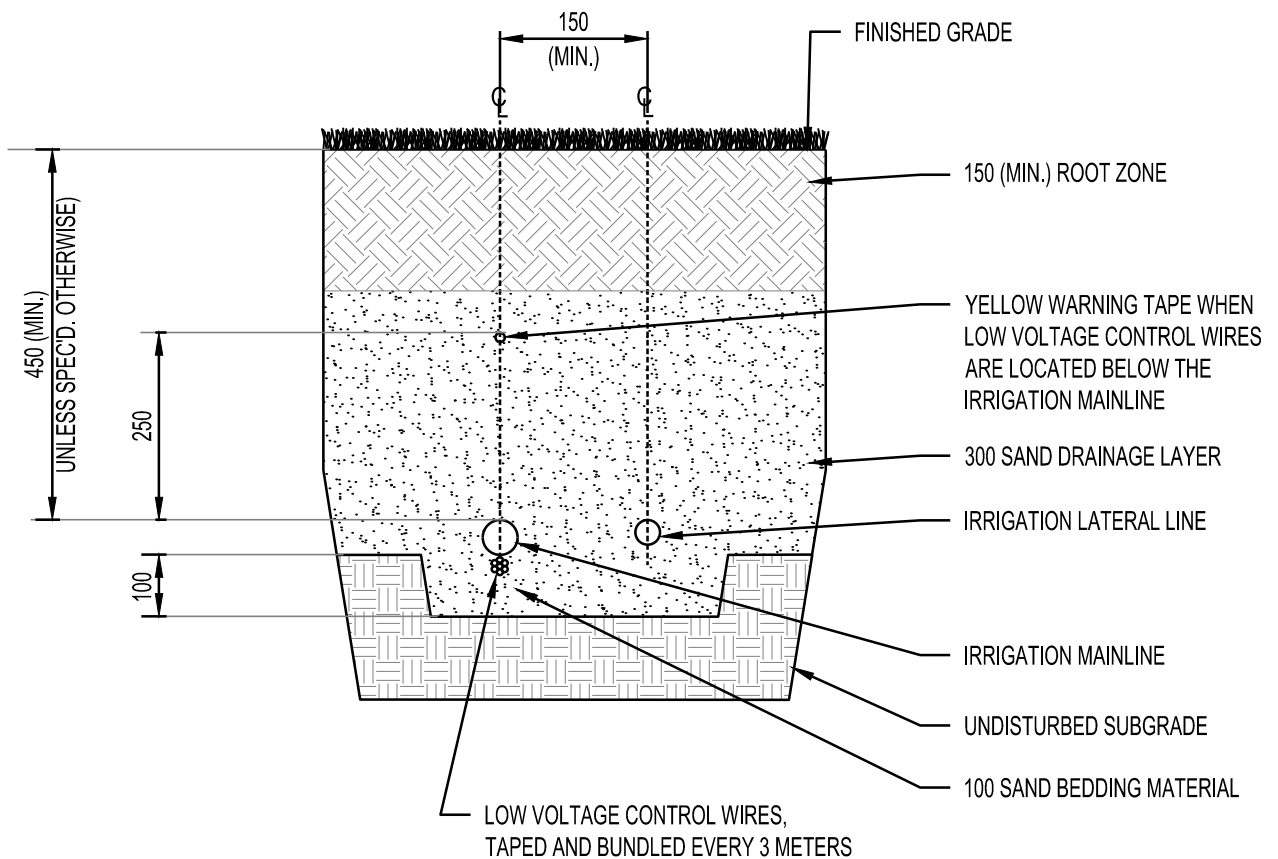 150
(MIN.)
FINISHED GRADE
℄ ℄
150 (MIN.) ROOT ZONE
450 (MIN.)
UNLESS SPEC'D. OTHERWISE)
YELLOW WARNING TAPE WHEN
LOW VOLTAGE CONTROL WIRES
ARE LOCATED BELOW THE
IRRIGATION MAINLINE
250
300 SAND DRAINAGE LAYER
IRRIGATION LATERAL LINE
100
IRRIGATION MAINLINE
UNDISTURBED SUBGRADE
100 SAND BEDDING MATERIAL
LOW VOLTAGE CONTROL WIRES,
TAPED AND BUNDLED EVERY 3 METERS